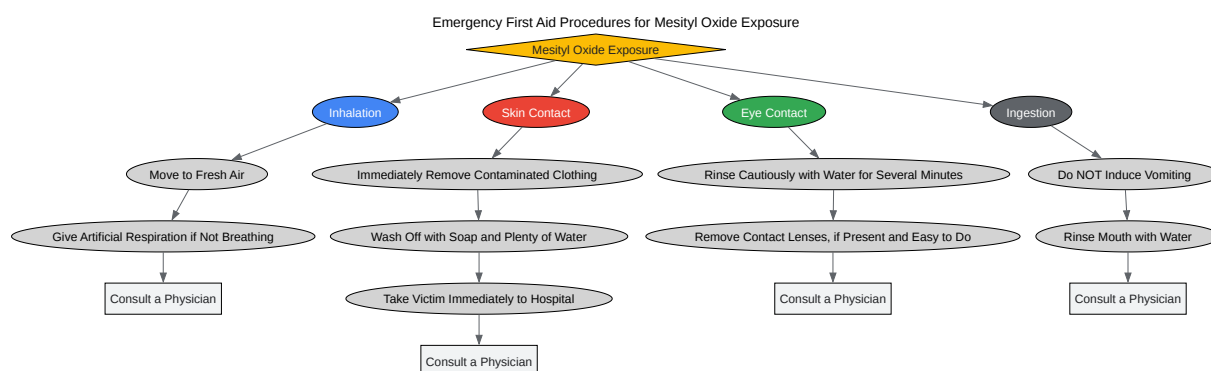 Emergency First Aid Procedures for Mesityl Oxide Exposure
Mesityl Oxide Exposure
Inhalation
Skin Contact
Eye Contact
Ingestion
Move to Fresh Air
Immediately Remove Contaminated Clothing
Rinse Cautiously with Water for Several Minutes
Do NOT Induce Vomiting
Give Artificial Respiration if Not Breathing
Wash Off with Soap and Plenty of Water
Remove Contact Lenses, if Present and Easy to Do
Rinse Mouth with Water
Consult a Physician
Take Victim Immediately to Hospital
Consult a Physician
Consult a Physician
Consult a Physician